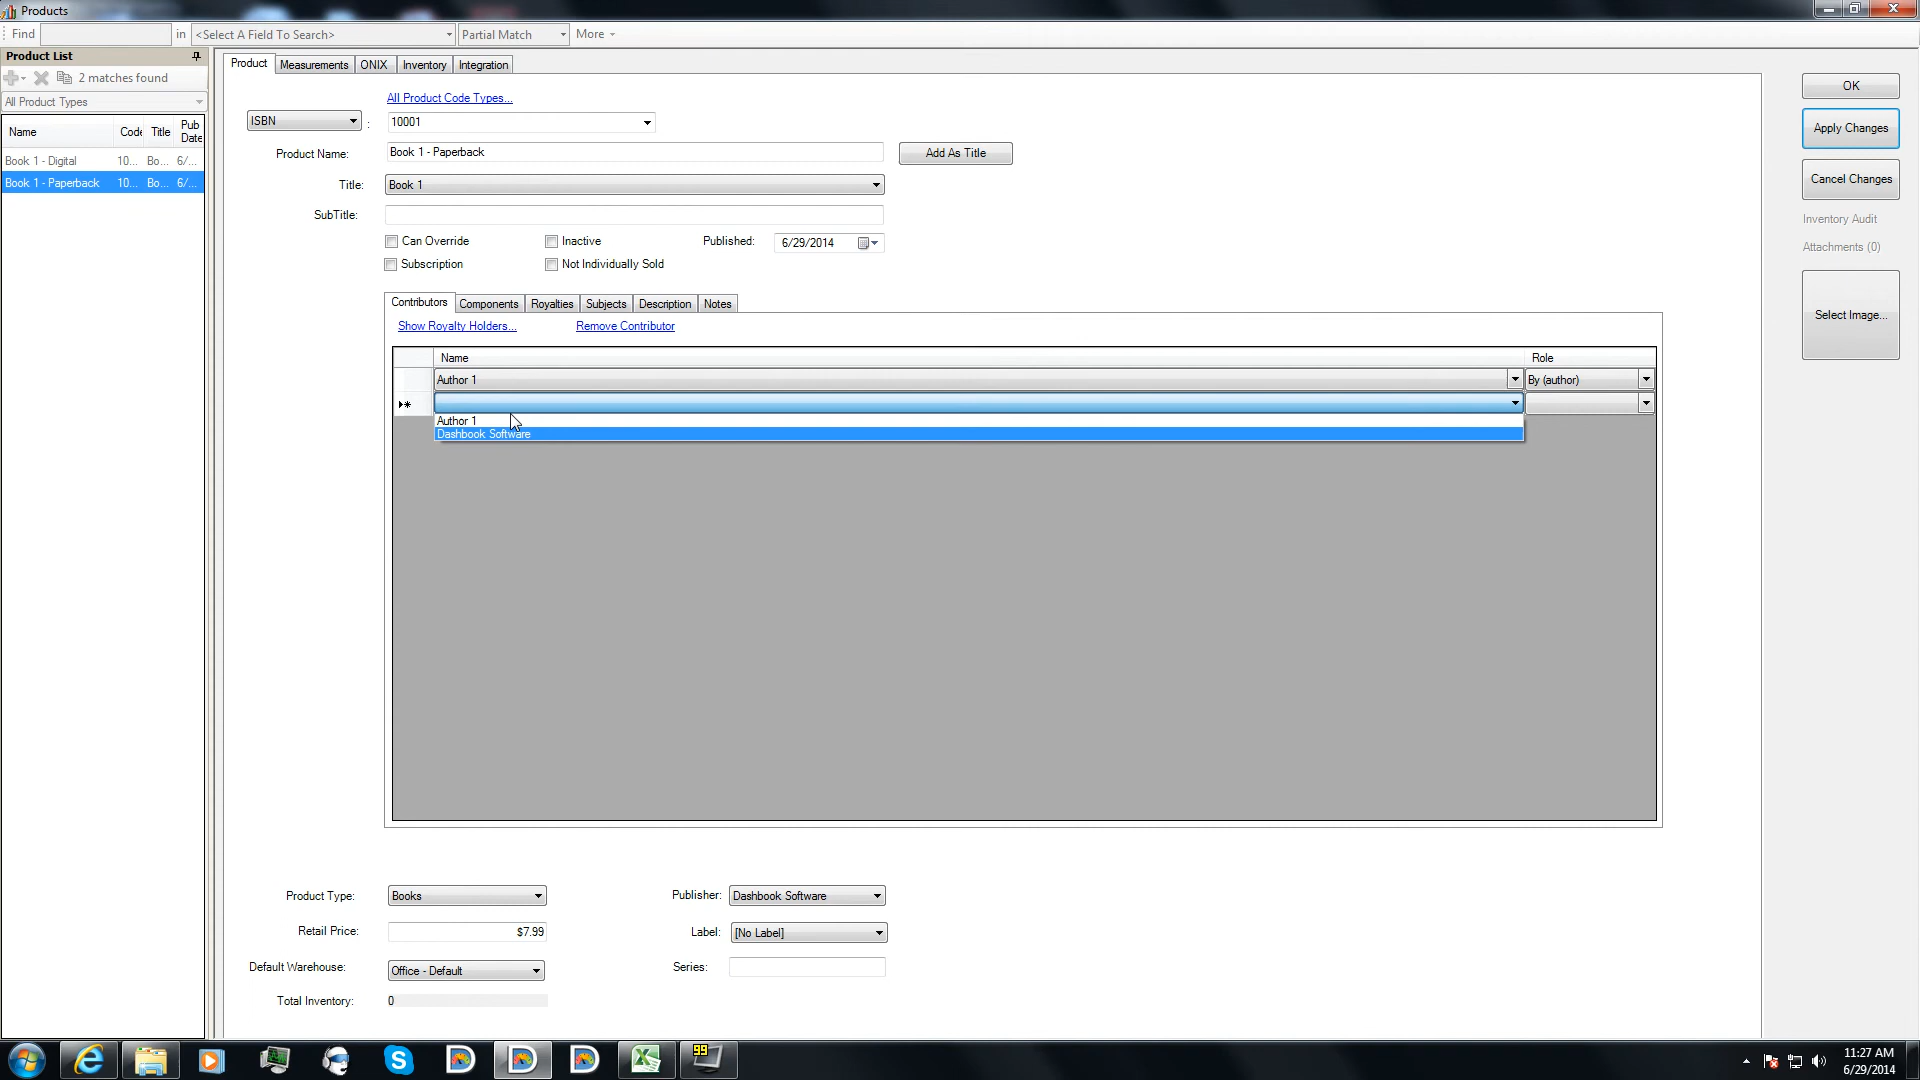 Products
Find in <Select A Field To Search> Partial Match More
Product List
2 matches found
All Product Types
Name Code Title Pub Date
Book 1 - Digital 10... Bo... 6/...
Book 1 - Paperback 10... Bo... 6/...
Product Measurements ONIX Inventory Integration
All Product Code Types...
ISBN : 10001
Product Name: Book 1 - Paperback Add As Title
Title: Book 1
SubTitle:
Can Override Inactive Published: 6/29/2014
Subscription Not Individually Sold
Contributors Components Royalties Subjects Description Notes
Show Royalty Holders... Remove Contributor
Name Role
Author 1 By (author)
Author 1
Dashbook Software
Product Type: Books Publisher: Dashbook Software
Retail Price: $7.99 Label: [No Label]
Default Warehouse: Office - Default Series:
Total Inventory: 0
OK
Apply Changes
Cancel Changes
Inventory Audit
Attachments (0)
Select Image...
99
11:27 AM
6/29/2014